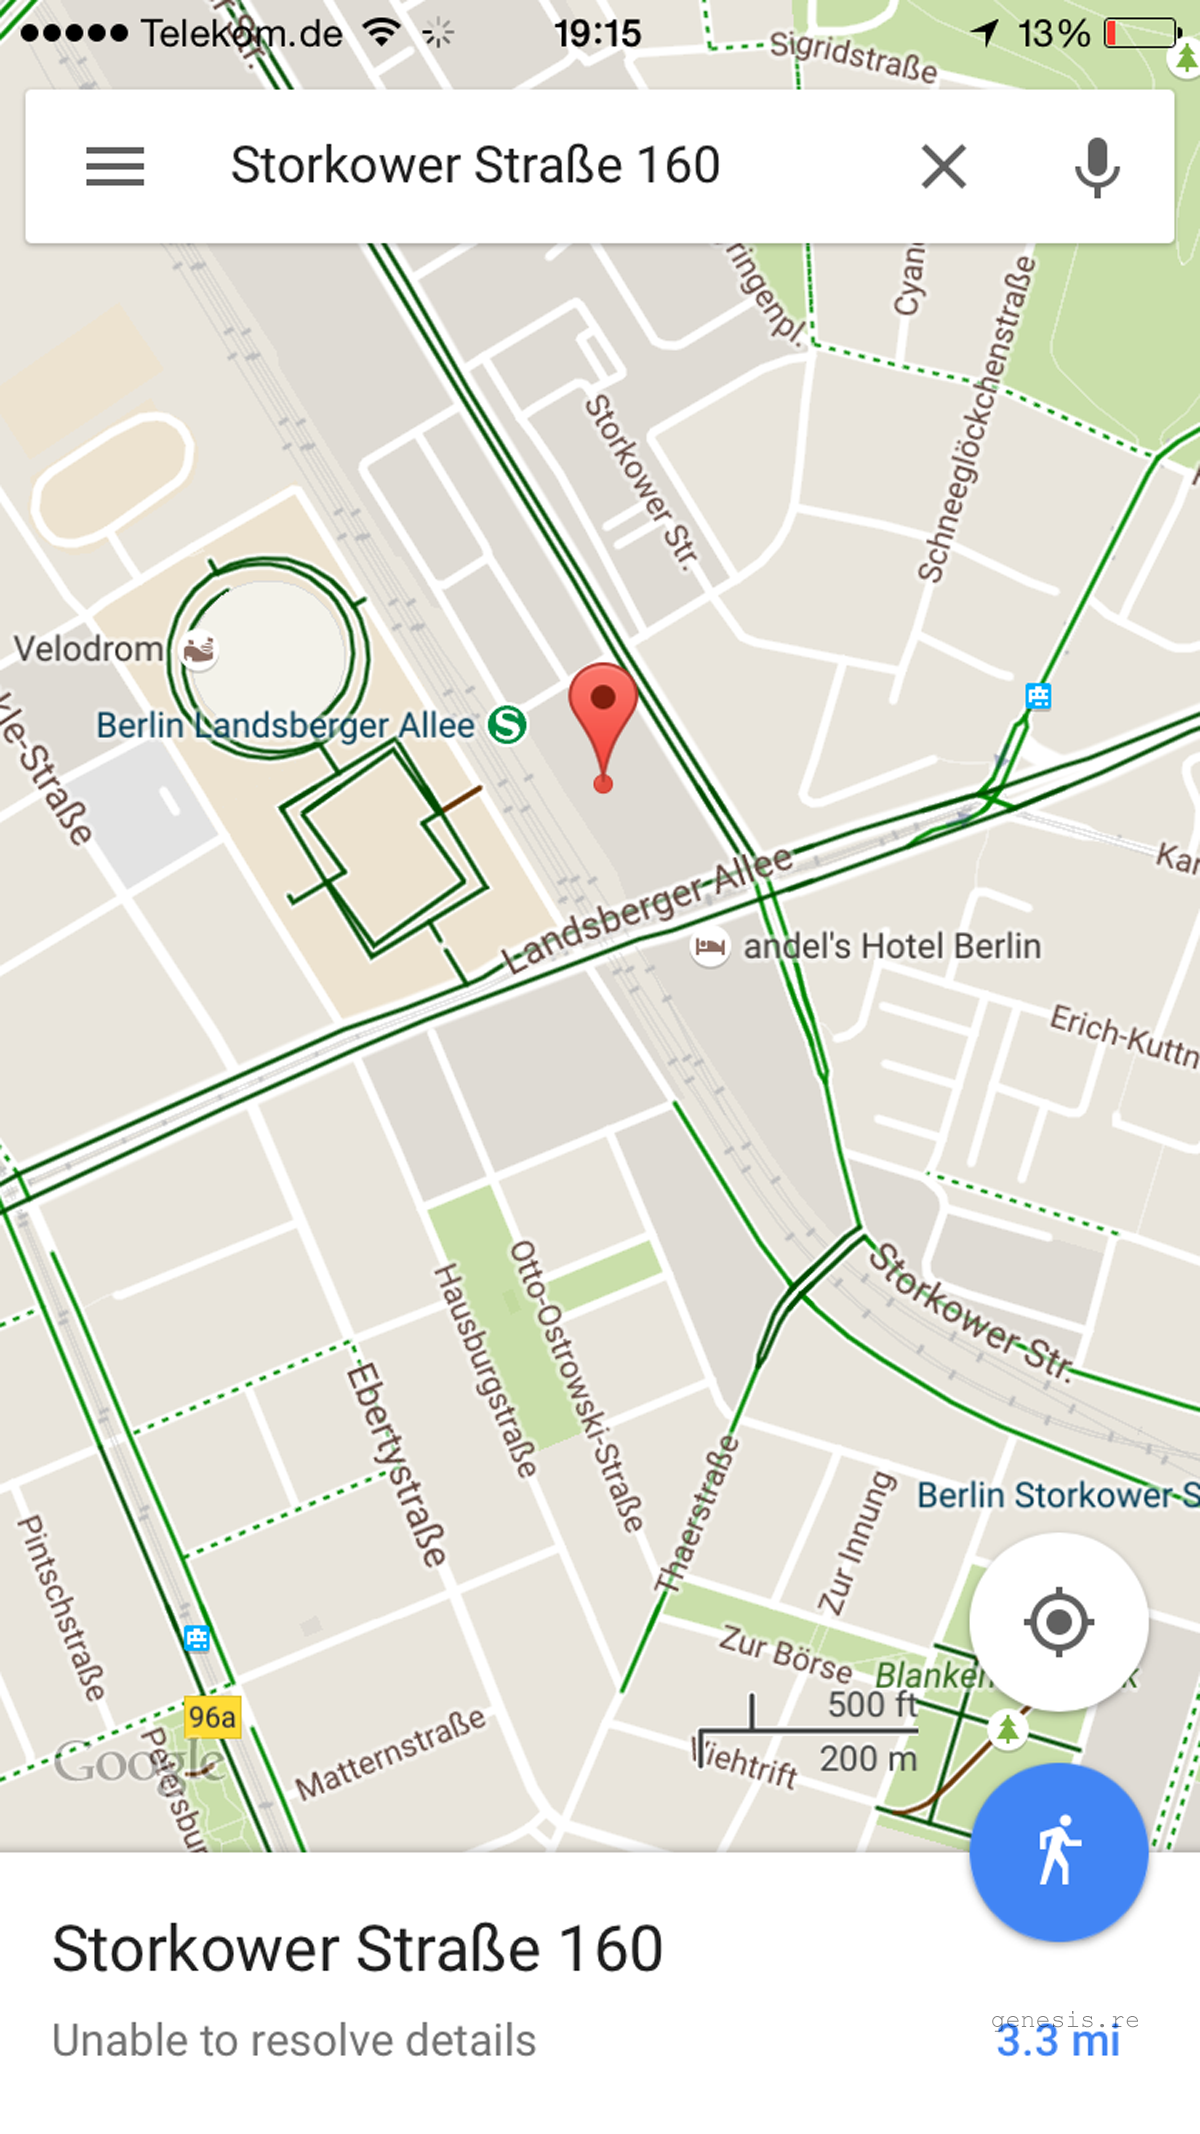 Telekom.de
19:15
13%
Sigridstraße
Storkower Straße 160
ringenpl.
Schneeglöckchenstraße
Storkower Str.
Velodrom
Berlin Landsberger Allee
S
Landsberger Allee
andel's Hotel Berlin
Erich-Kuttn
Storkower Str.
Otto-Ostrowski-Straße
Hausburgstraße
Ebertystraße
Thaerstraße
Zur Innung
Berlin Storkower S
Pintschstraße
Zur Börse
96a
500 ft
200 m
Viehtrift
Matternstraße
Google
Storkower Straße 160
genesis.re
Unable to resolve details
3.3 mi